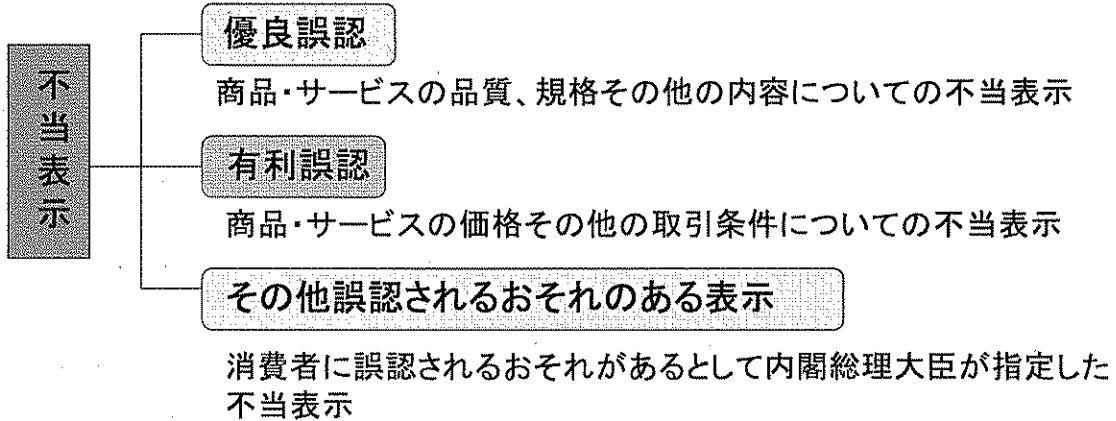 不当表示
優良誤認
商品・サービスの品質、規格その他の内容についての不当表示
有利誤認
商品・サービスの価格その他の取引条件についての不当表示
その他誤認されるおそれのある表示
消費者に誤認されるおそれがあるとして内閣総理大臣が指定した
不当表示